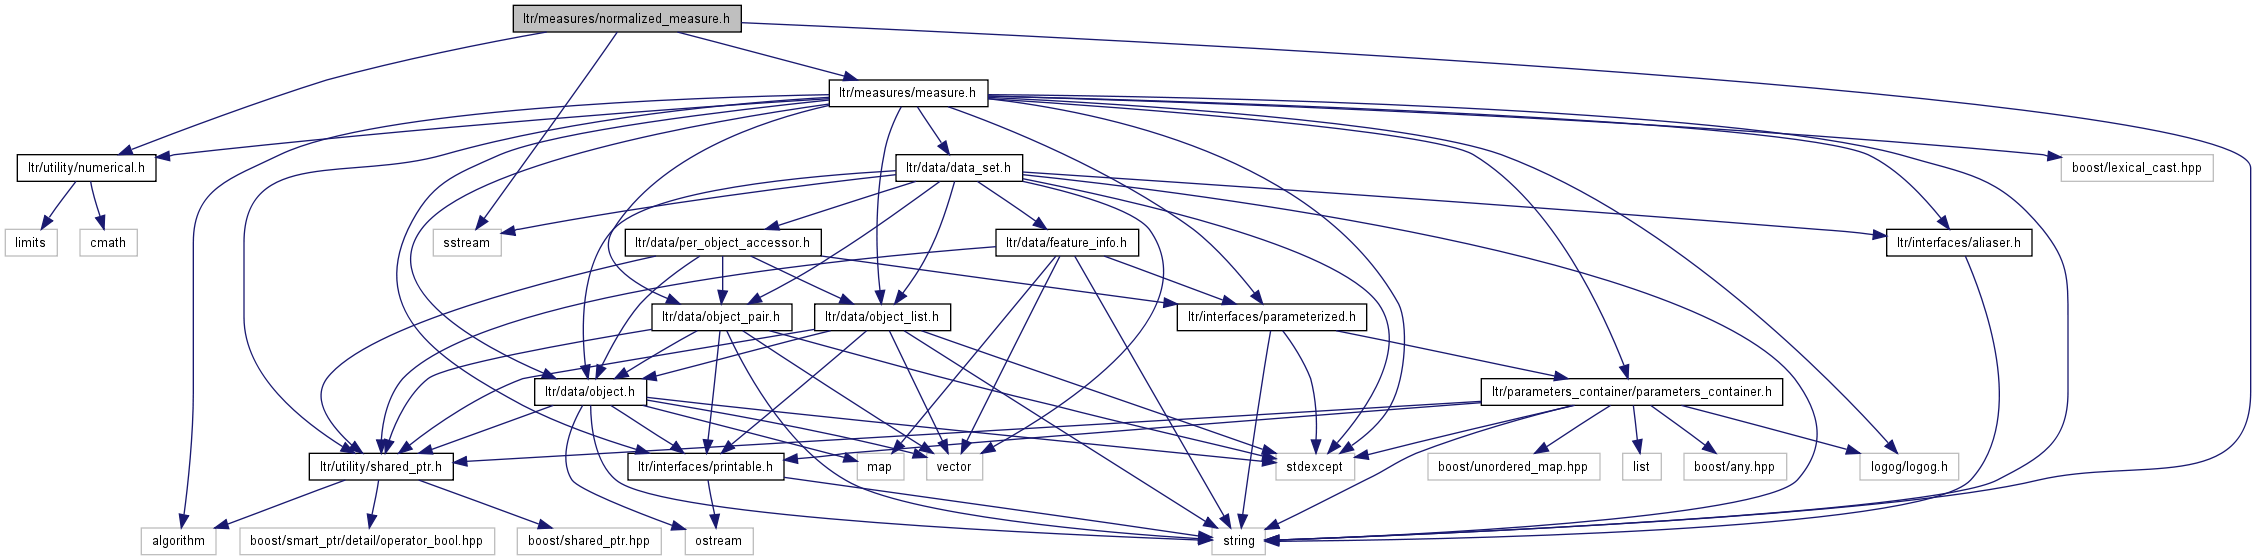 ltr/measures/normalized_measure.h
ltr/measures/measure.h
ltr/utility/numerical.h
ltr/data/data_set.h
boost/lexical_cast.hpp
limits
cmath
sstream
ltr/data/per_object_accessor.h
ltr/data/feature_info.h
ltr/interfaces/aliaser.h
ltr/data/object_pair.h
ltr/data/object_list.h
ltr/interfaces/parameterized.h
ltr/data/object.h
ltr/parameters_container/parameters_container.h
ltr/utility/shared_ptr.h
ltr/interfaces/printable.h
map
vector
stdexcept
boost/unordered_map.hpp
list
boost/any.hpp
logog/logog.h
algorithm
boost/smart_ptr/detail/operator_bool.hpp
boost/shared_ptr.hpp
ostream
string